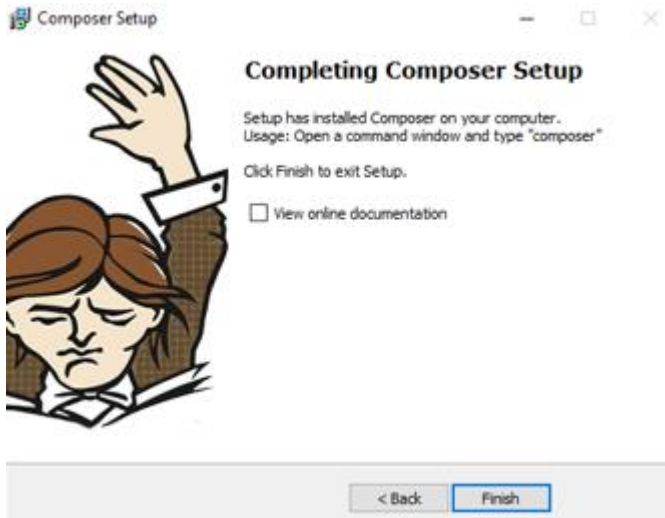 Composer Setup
Completing Composer Setup
Setup has installed Composer on your computer.
Usage: Open a command window and type "composer"
Click Finish to exit Setup.
View online documentation
< Back
Finish